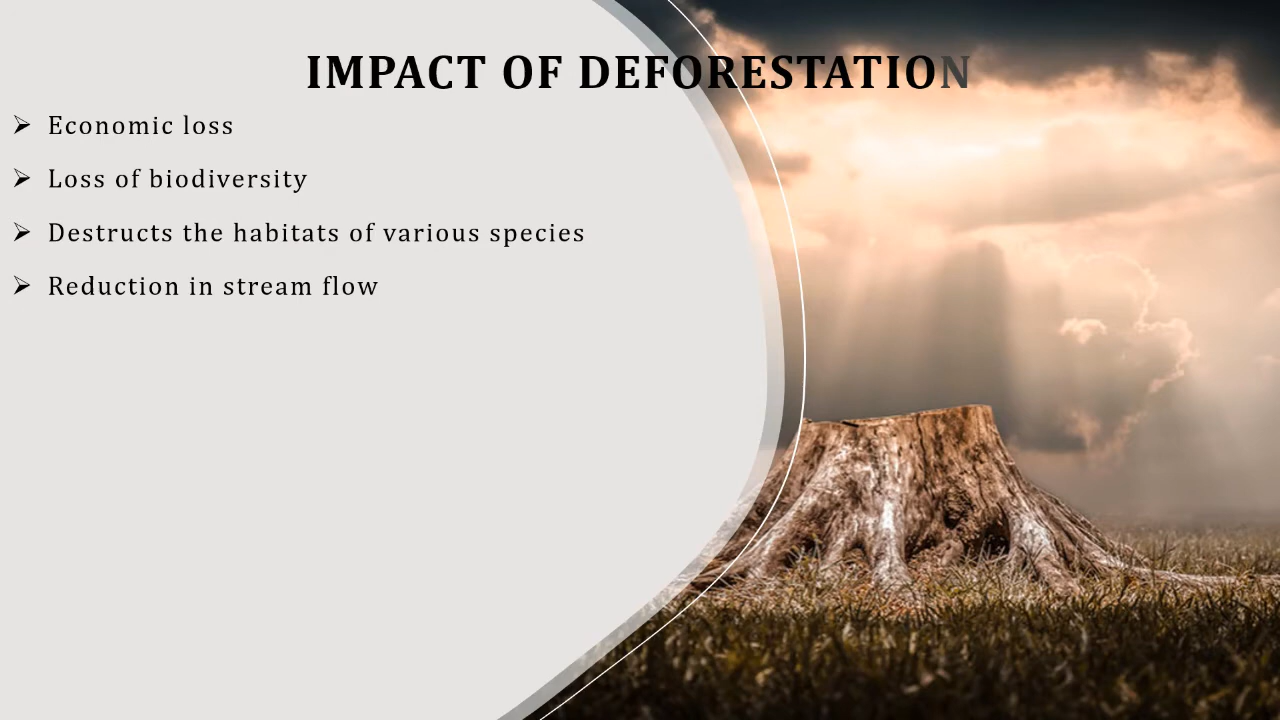 IMPACT OF DEFORESTATION
➢ Economic loss
➢ Loss of biodiversity
➢ Destructs the habitats of various species
➢ Reduction in stream flow